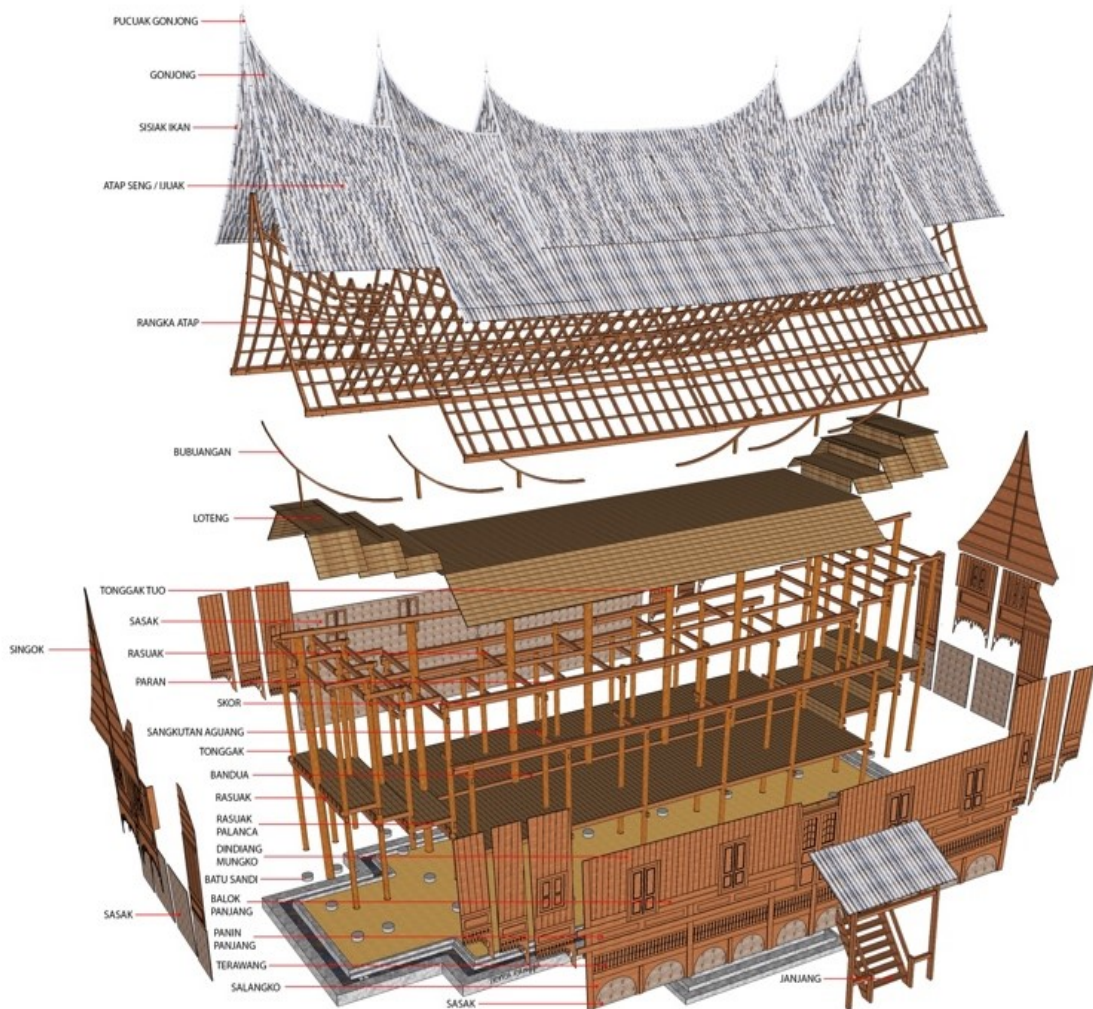 PUCUAK GONJONG
GONJONG
SISIAK IKAN
ATAP SENG / IJUAK
RANGKA ATAP
BUBUANGAN
LOTENG
TONGGAK TUO
SASAK
SINGOK
RASUAK
PARAN
SKOR
SANGKUTAN AGUANG
TONGGAK
BANDUA
RASUAK
RASUAK
PALANCA
DINDIANG
MUNGKO
BATU SANDI
BALOK
PANJANG
SASAK
PANIN
PANJANG
TERAWANG
SALANGKO
SASAK
JANJANG